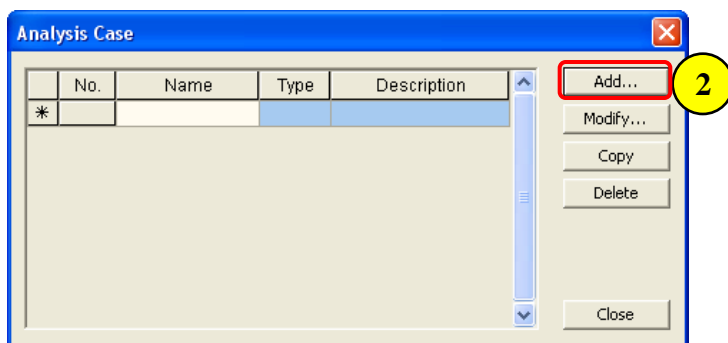 Analysis Case
No. Name Type Description
*
Add...
2
Modify...
Copy
Delete
Close